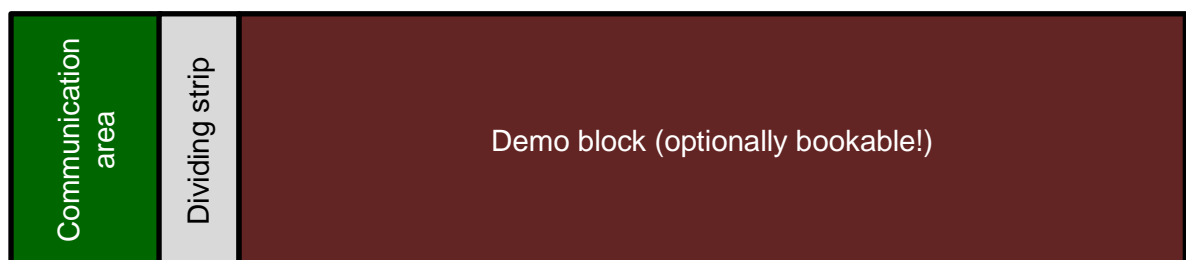 Communication
area
Dividing strip
Demo block (optionally bookable!)